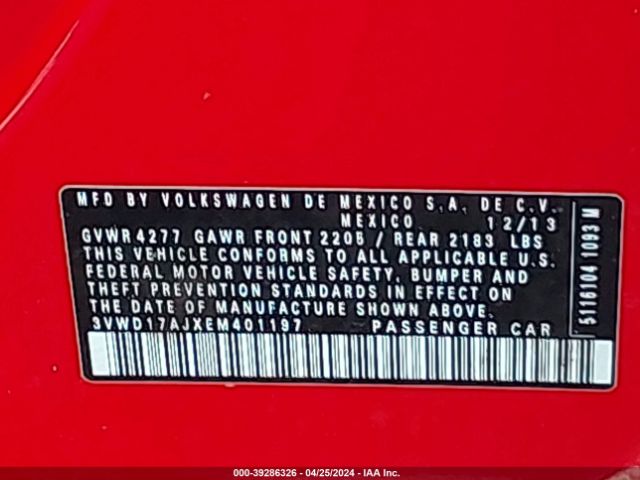 MFD BY VOLKSWAGEN DE MEXICO S.A. DE C.V.
MEXICO 12/13
GVWR 4277 GAWR FRONT 2205 / REAR 2183 LBS
THIS VEHICLE CONFORMS TO ALL APPLICABLE U.S.
FEDERAL MOTOR VEHICLE SAFETY, BUMPER AND
THEFT PREVENTION STANDARDS IN EFFECT ON
THE DATE OF MANUFACTURE SHOWN ABOVE.
3VWD17AJXEM401197 PASSENGER CAR
5116104 1093 M
000-39286326 - 04/25/2024 - IAA Inc.